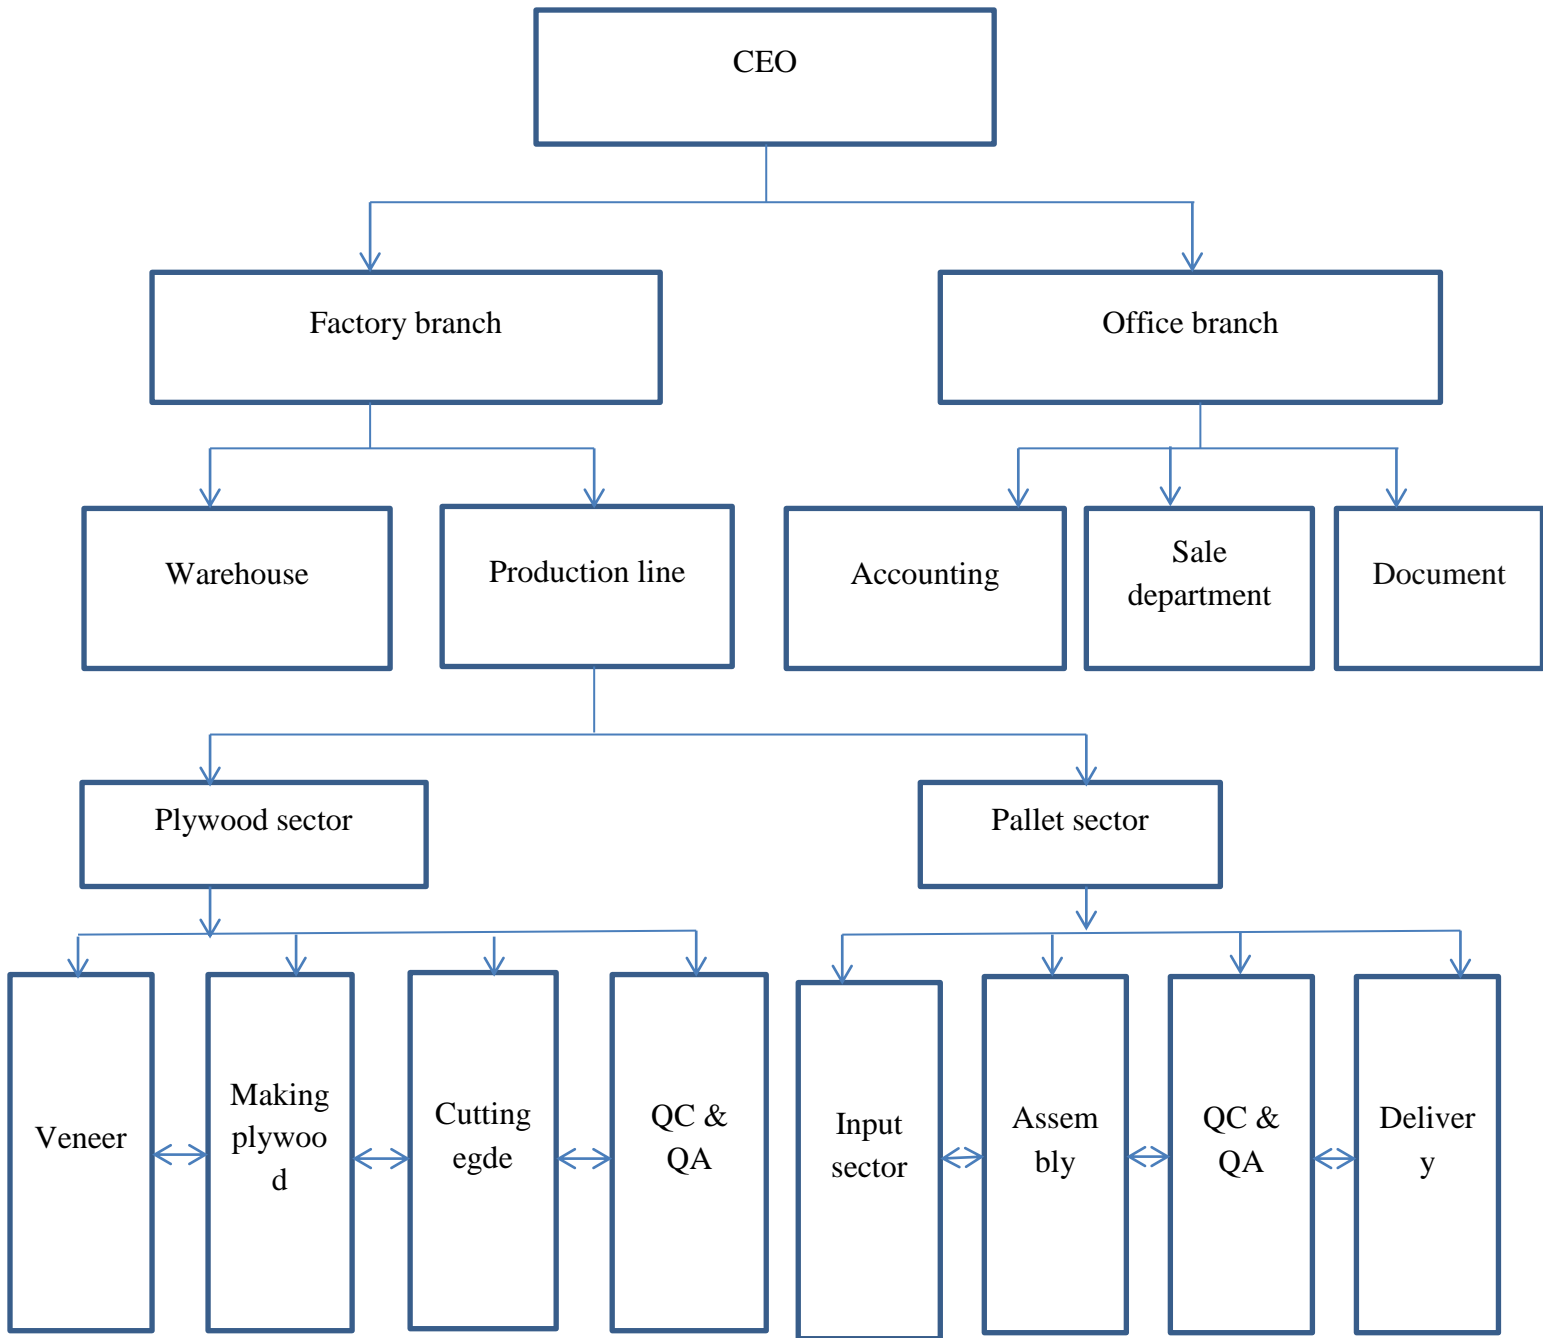 CEO
Factory branch
Office branch
Warehouse
Production line
Accounting
Sale
department
Document
Plywood sector
Pallet sector
Veneer
Making
plywoo
d
Cutting
egde
QC &
QA
Input
sector
Assem
bly
QC &
QA
Deliver
y